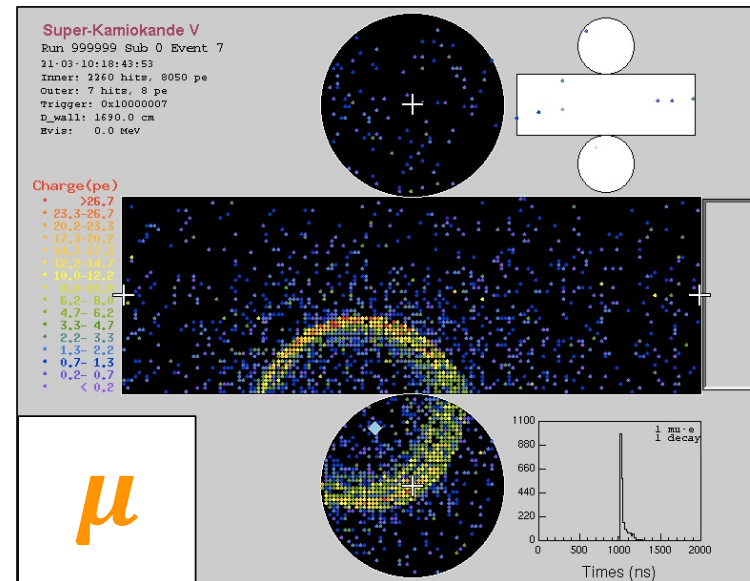 Super-Kamiokande V
Run 999999 Sub 0 Event 7
21-03-10:18:43:53
Inner: 2260 hits, 8050 pe
Outer: 7 hits, 8 pe
Trigger: 0x10000007
D_wall: 1690.0 cm
Evis: 0.0 MeV
Charge(pe)
>26.7
23.3-26.7
20.2-23.3
17.3-20.2
14.7-17.3
12.2-14.7
10.0-12.2
8.0-10.0
6.2- 8.0
4.7- 6.2
3.3- 4.7
2.2- 3.3
1.3- 2.2
0.7- 1.3
0.2- 0.7
< 0.2
μ
1 mu-e
1 decay
1100
880
660
440
220
0
0 500 1000 1500 2000
Times (ns)